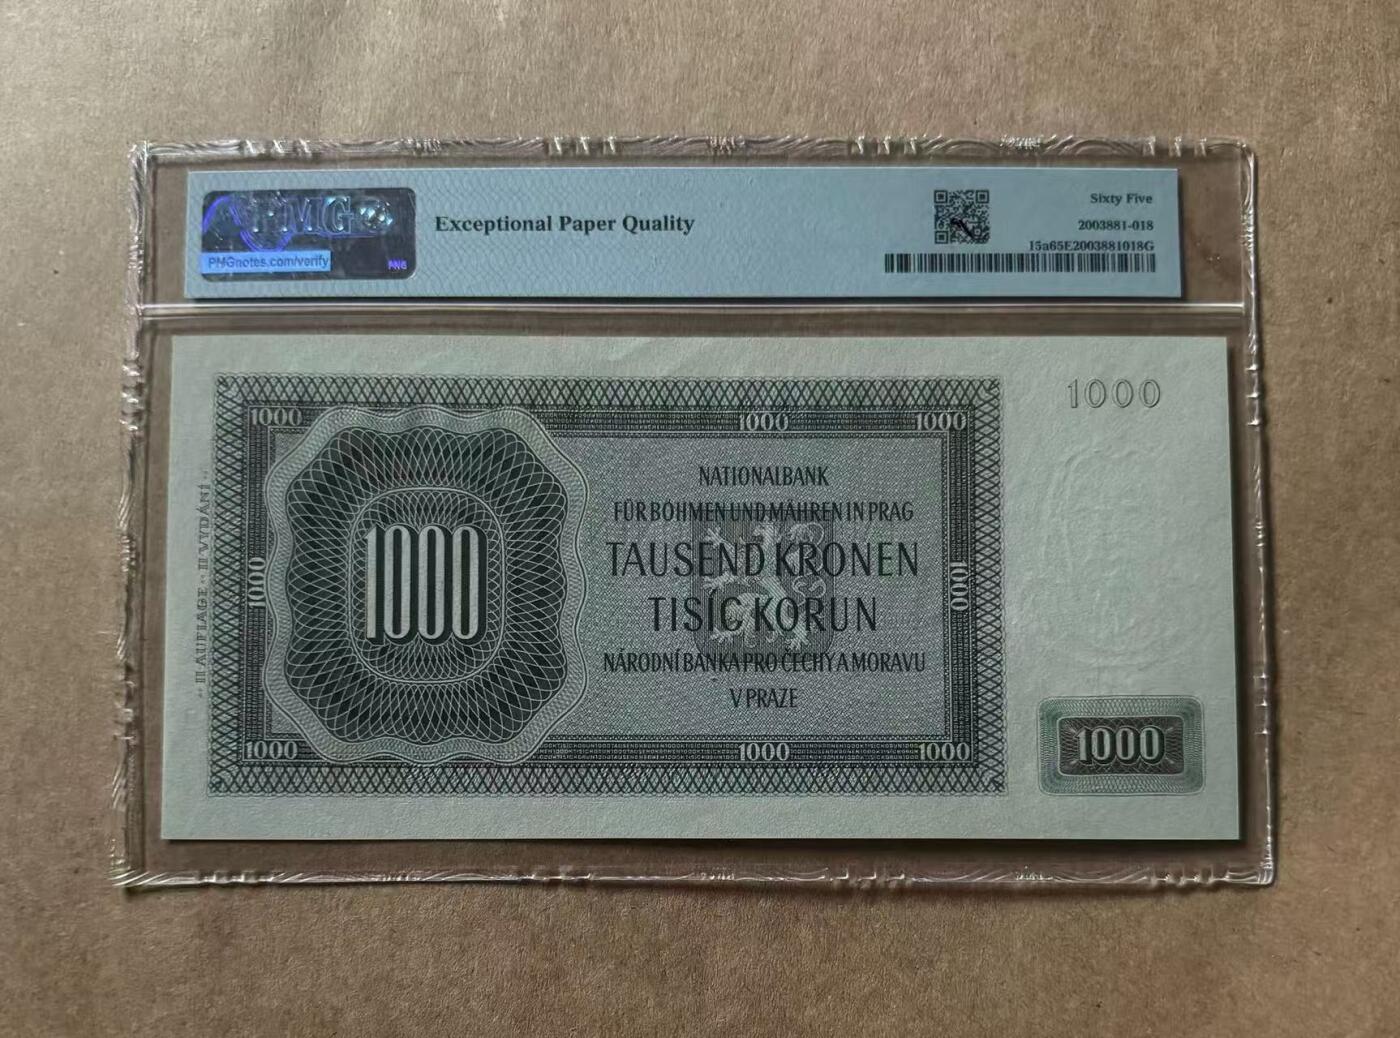 PMG
PMGnotes.com/verify
PMG
Exceptional Paper Quality
Sixty Five
2003881-018
15a65E2003881018G
1000
1000
1000
1000
1000
1000
1000
1000
1000
1000
NATIONALBANK
FÜR BÖHMEN UND MÄHREN IN PRAG
TAUSEND KRONEN
TISÍC KORUN
NÁRODNÍ BANKA PRO ČECHY A MORAVU
V PRAZE
II AUFLAGE II VYDÁNÍ
1000
1000